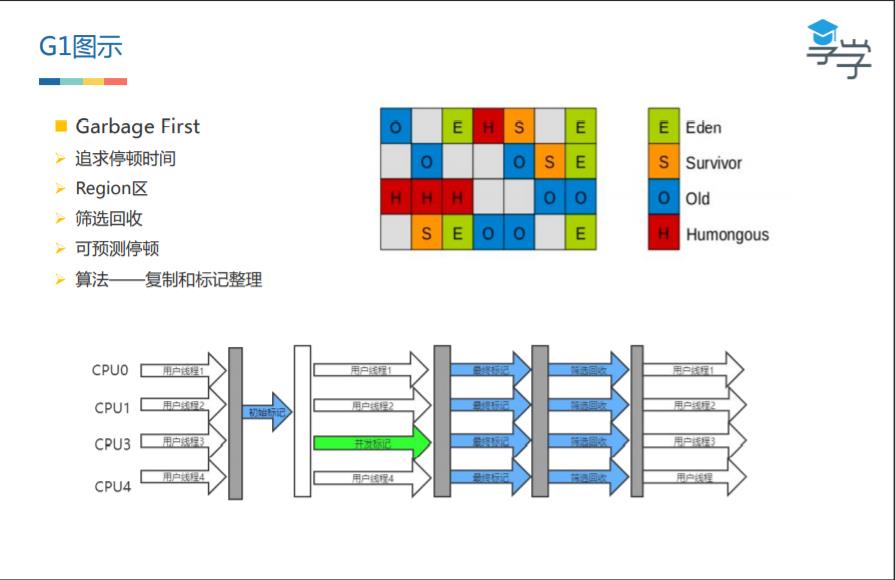 G1图示
享学
Garbage First
追求停顿时间
Region区
筛选回收
可预测停顿
算法——复制和标记整理
O E H S E
O O S E
H H H O O
S E O O E
E Eden
S Survivor
O Old
H Humongous
CPU0 用户线程1 用户线程1 最终标记 筛选回收 用户线程1
CPU1 用户线程2 初始标记 用户线程2 最终标记 筛选回收 用户线程2
CPU3 用户线程3 并发标记 最终标记 筛选回收 用户线程3
CPU4 用户线程4 用户线程4 最终标记 筛选回收 用户线程